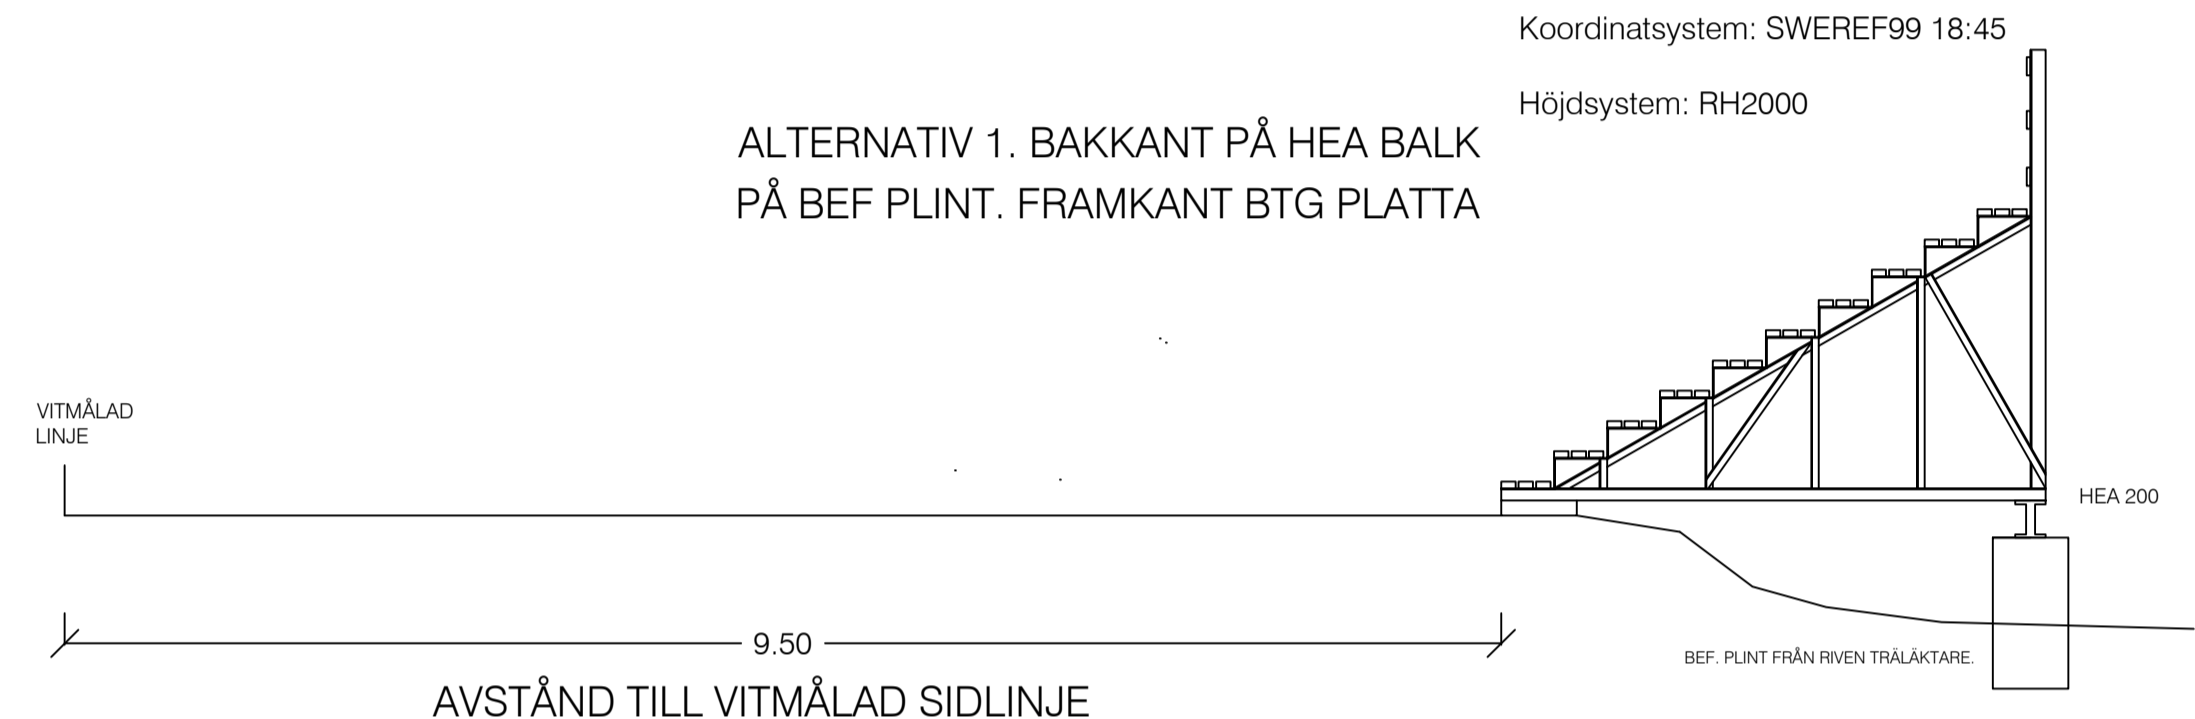 Koordinatsystem: SWEREF99 18:45
Höjdsystem: RH2000
ALTERNATIV 1. BAKKANT PÅ HEA BALK
PÅ BEF PLINT. FRAMKANT BTG PLATTA
VITMÅLAD
LINJE
HEA 200
9.50
BEF. PLINT FRÅN RIVEN TRÄLÄKTARE.
AVSTÅND TILL VITMÅLAD SIDLINJE